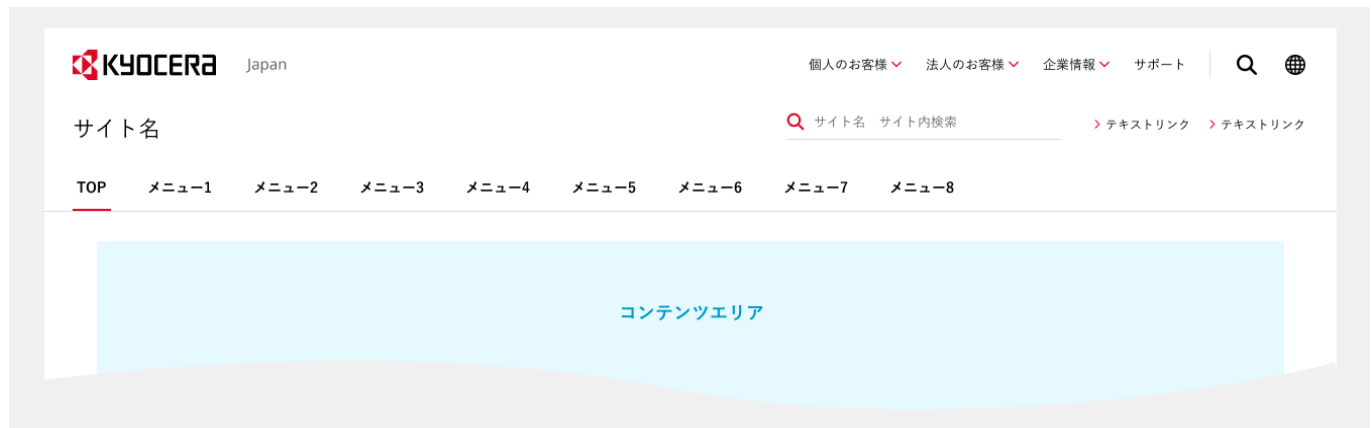 KYOCERA Japan 個人のお客様 法人のお客様 企業情報 サポート
サイト名 サイト名 サイト内検索 テキストリンク テキストリンク
TOP メニュー1 メニュー2 メニュー3 メニュー4 メニュー5 メニュー6 メニュー7 メニュー8
コンテンツエリア